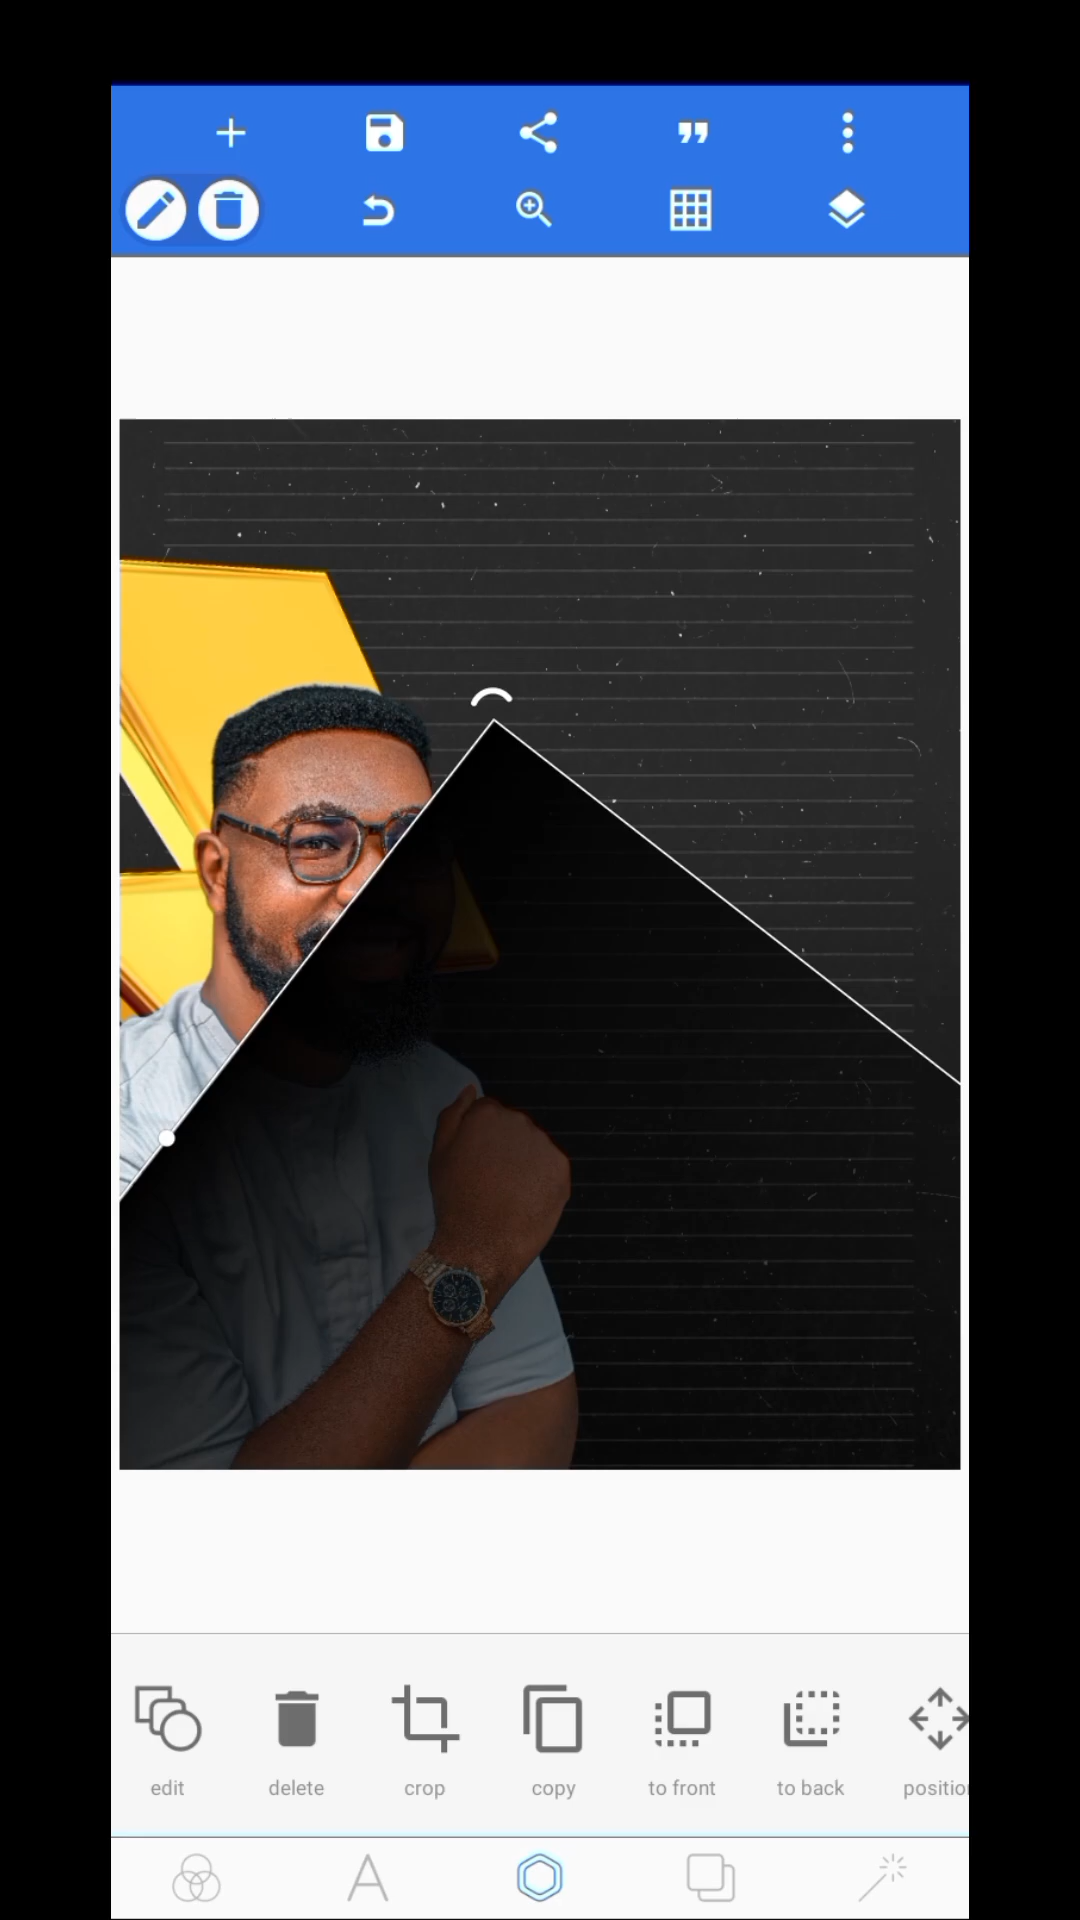 edit
delete
crop
copy
to front
to back
position
A